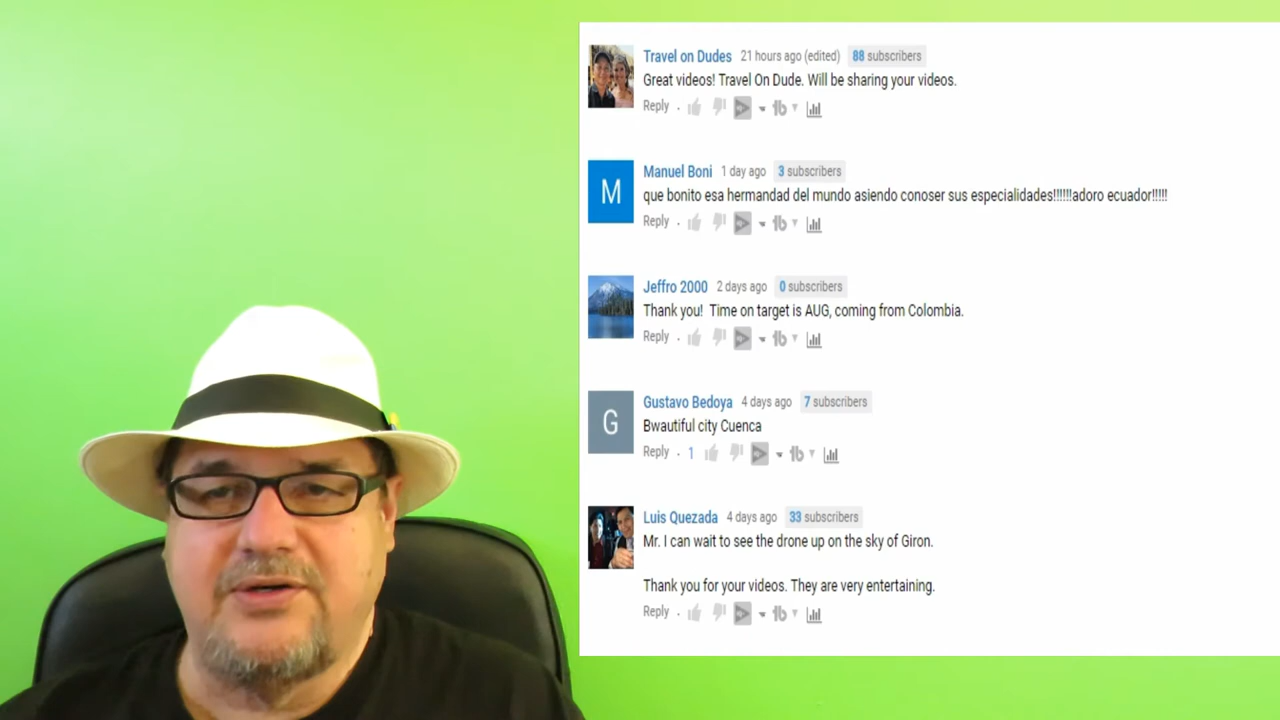 Travel on Dudes 21 hours ago (edited) 88 subscribers
Great videos! Travel On Dude. Will be sharing your videos.
Reply
M
Manuel Boni 1 day ago 3 subscribers
que bonito esa hermandad del mundo asiendo conoser sus especialidades!!!!!!adoro ecuador!!!!!
Reply
Jeffro 2000 2 days ago 0 subscribers
Thank you! Time on target is AUG, coming from Colombia.
Reply
G
Gustavo Bedoya 4 days ago 7 subscribers
Bwautiful city Cuenca
Reply 1
Luis Quezada 4 days ago 33 subscribers
Mr. I can wait to see the drone up on the sky of Giron.
Thank you for your videos. They are very entertaining.
Reply